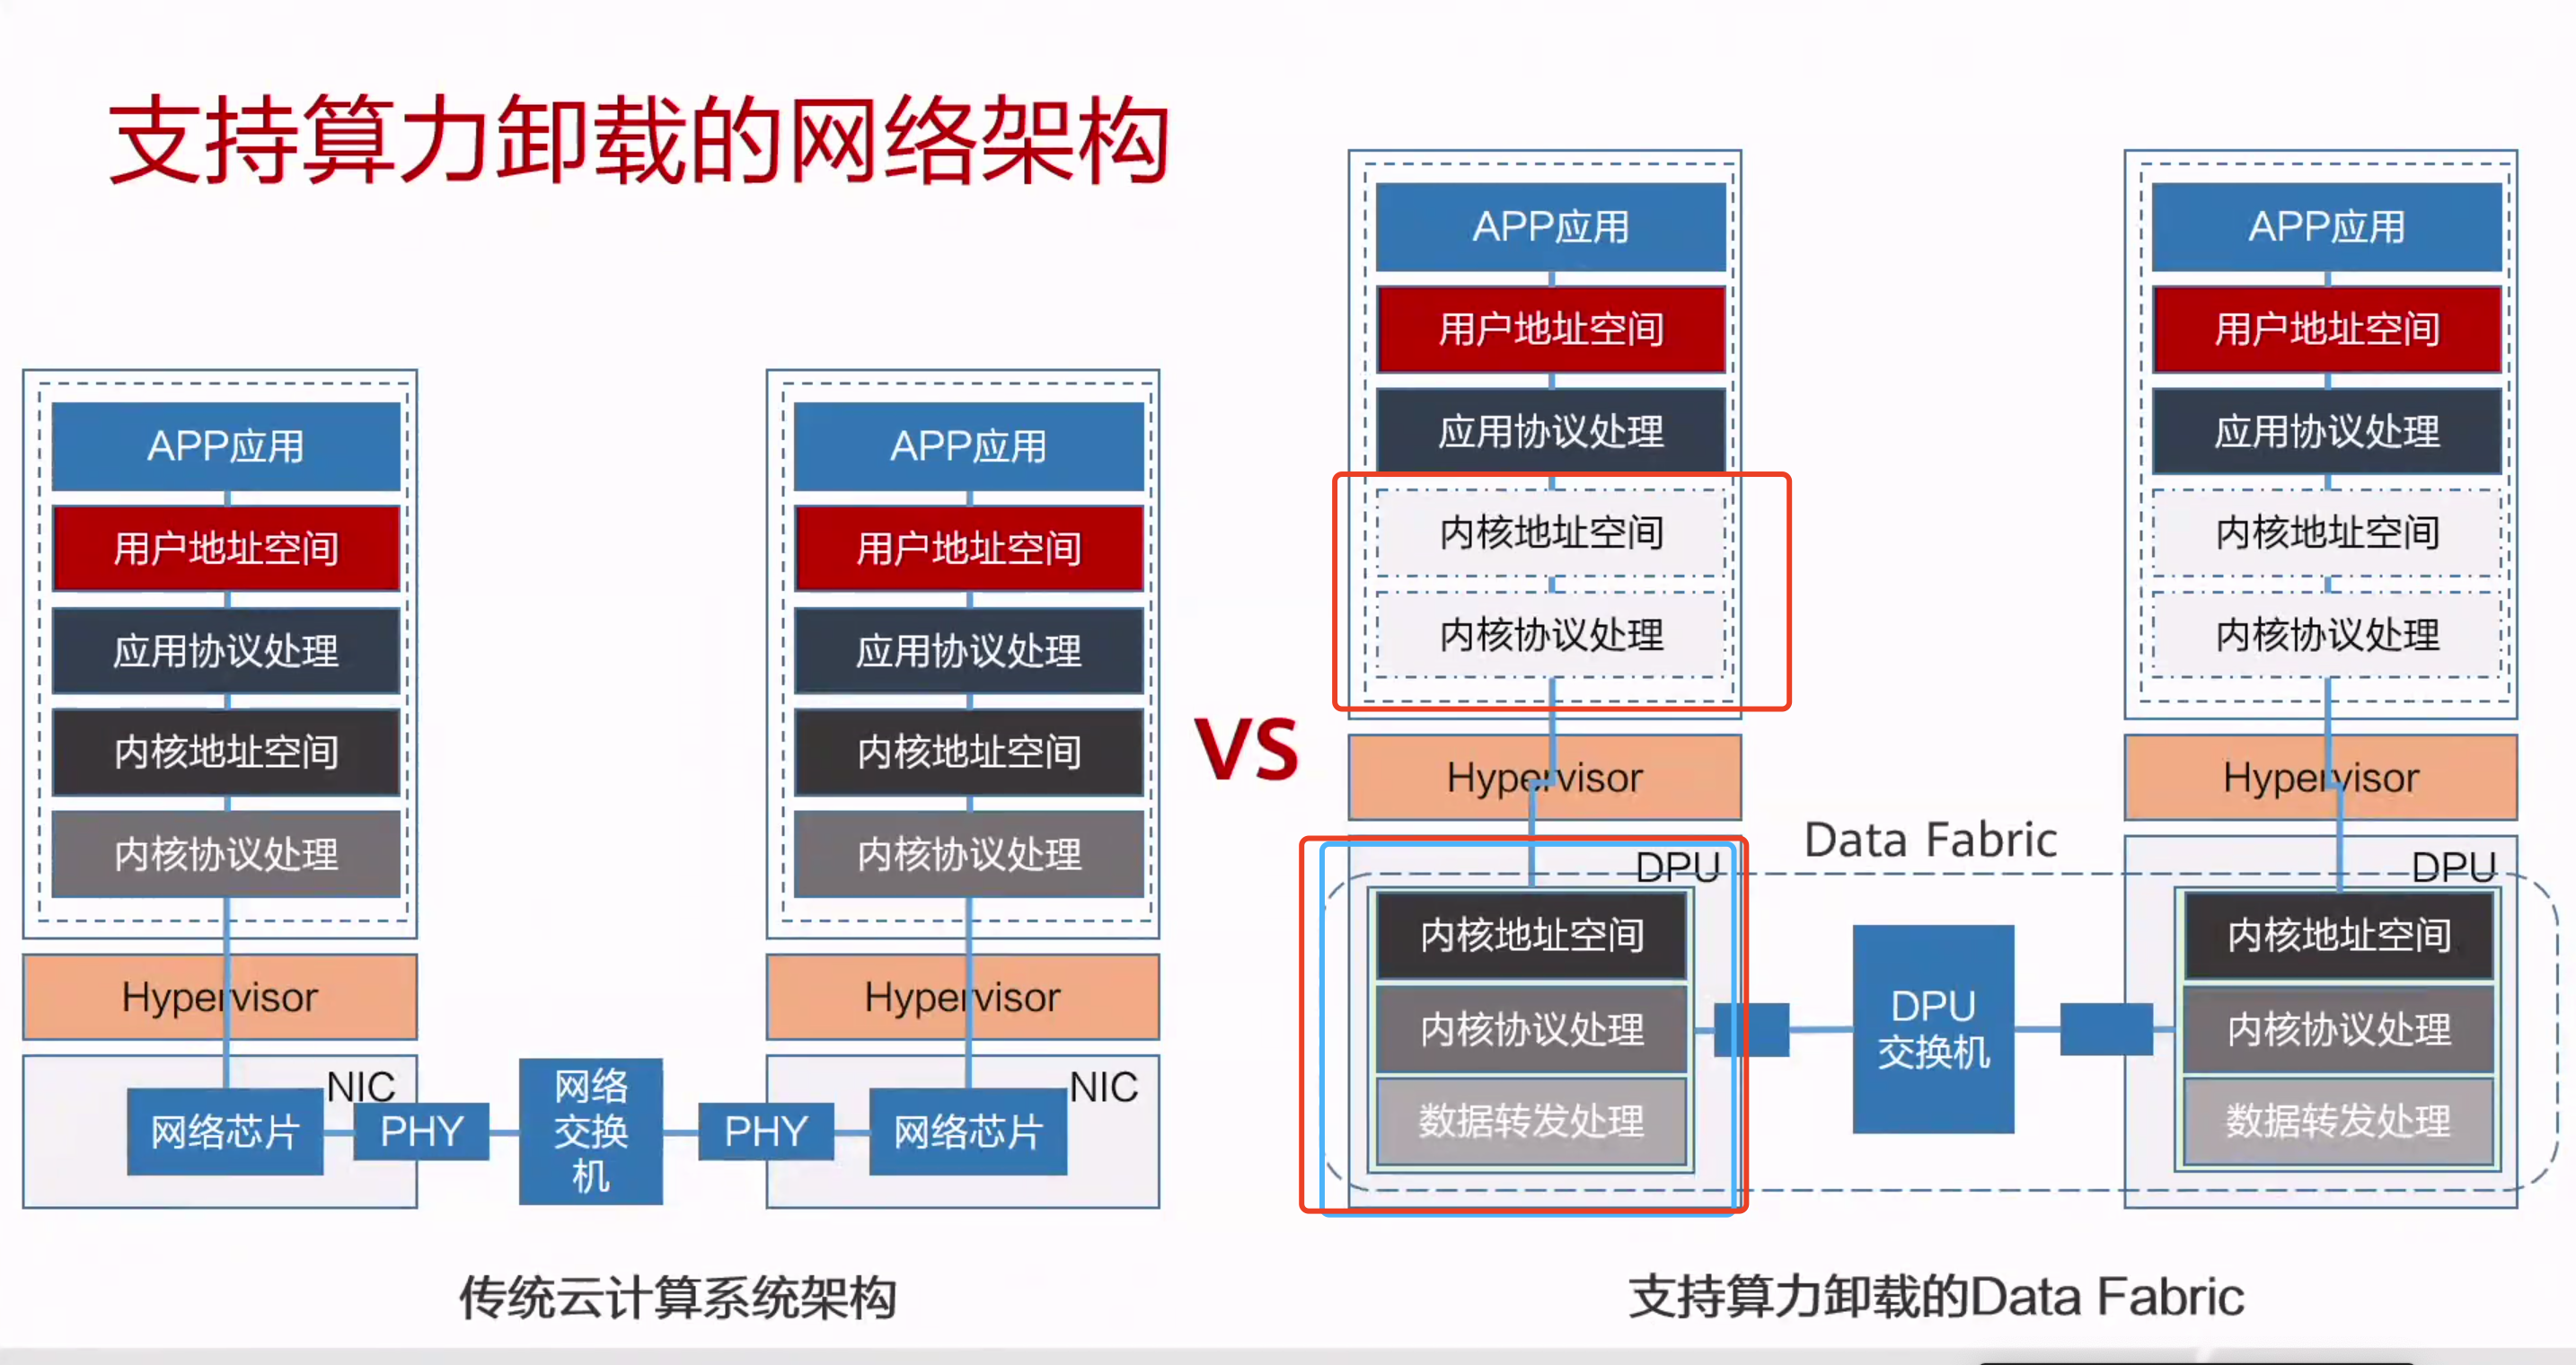 支持算力卸载的网络架构
APP应用
用户地址空间
应用协议处理
内核地址空间
内核协议处理
Hypervisor
NIC
网络芯片
PHY
网络
交换
机
APP应用
用户地址空间
应用协议处理
内核地址空间
内核协议处理
Hypervisor
NIC
PHY
网络芯片
传统云计算系统架构
VS
APP应用
用户地址空间
应用协议处理
内核地址空间
内核协议处理
Hypervisor
DPU
内核地址空间
内核协议处理
数据转发处理
Data Fabric
DPU
交换机
APP应用
用户地址空间
应用协议处理
内核地址空间
内核协议处理
Hypervisor
DPU
内核地址空间
内核协议处理
数据转发处理
支持算力卸载的Data Fabric